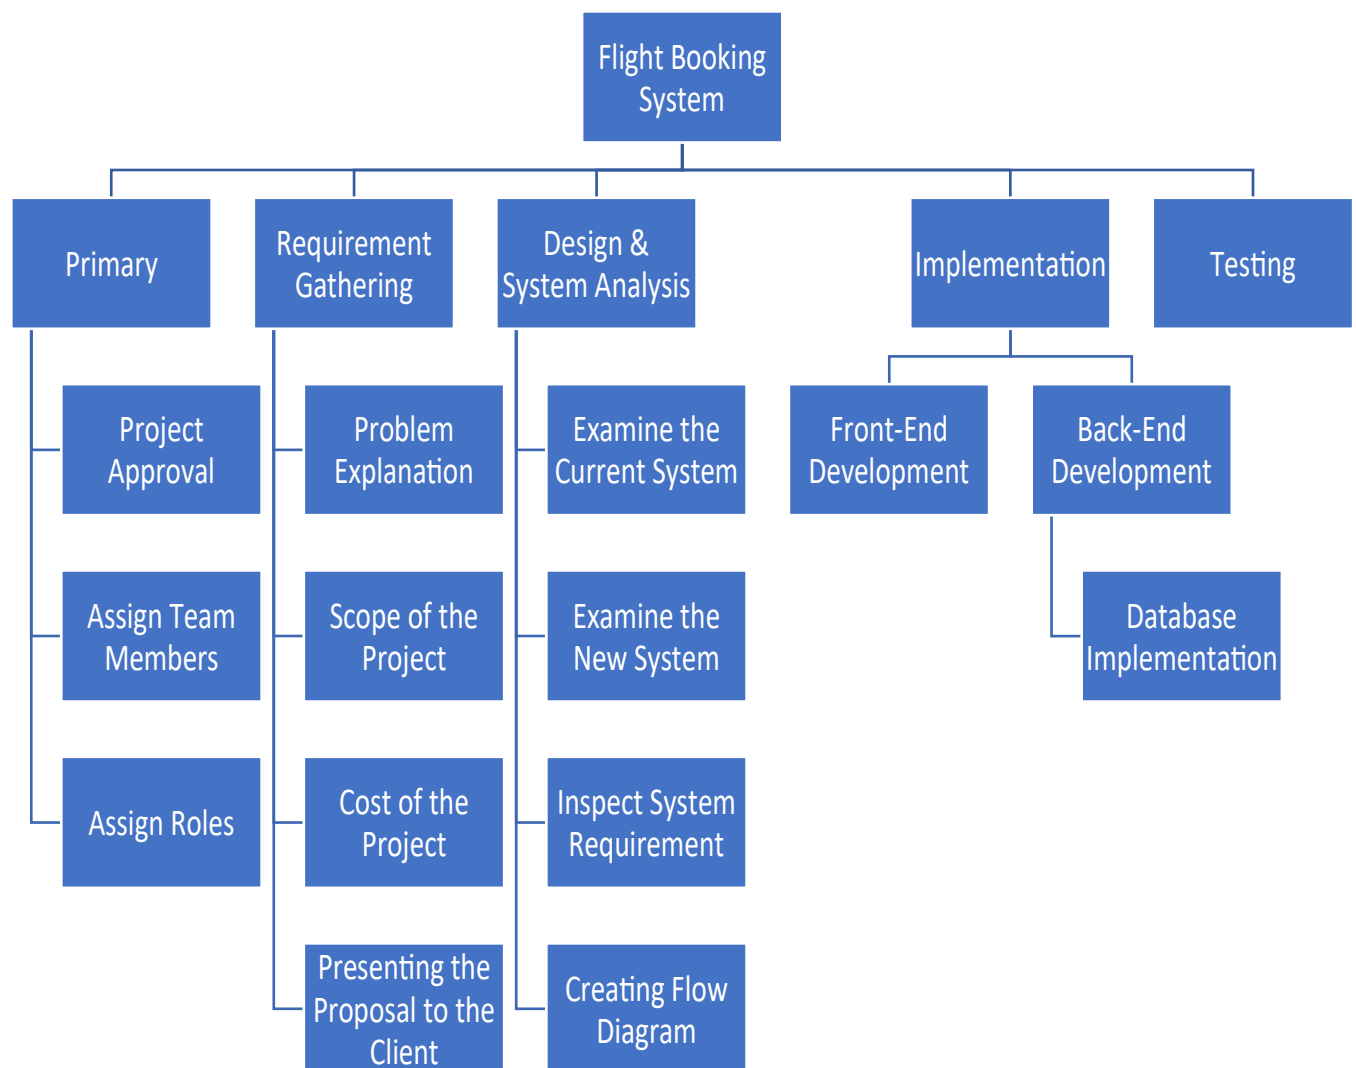 Flight Booking
System
Primary
Requirement
Gathering
Design &
System Analysis
Implementation
Testing
Project
Approval
Problem
Explanation
Examine the
Current System
Front-End
Development
Back-End
Development
Assign Team
Members
Scope of the
Project
Examine the
New System
Database
Implementation
Assign Roles
Cost of the
Project
Inspect System
Requirement
Presenting the
Proposal to the
Client
Creating Flow
Diagram